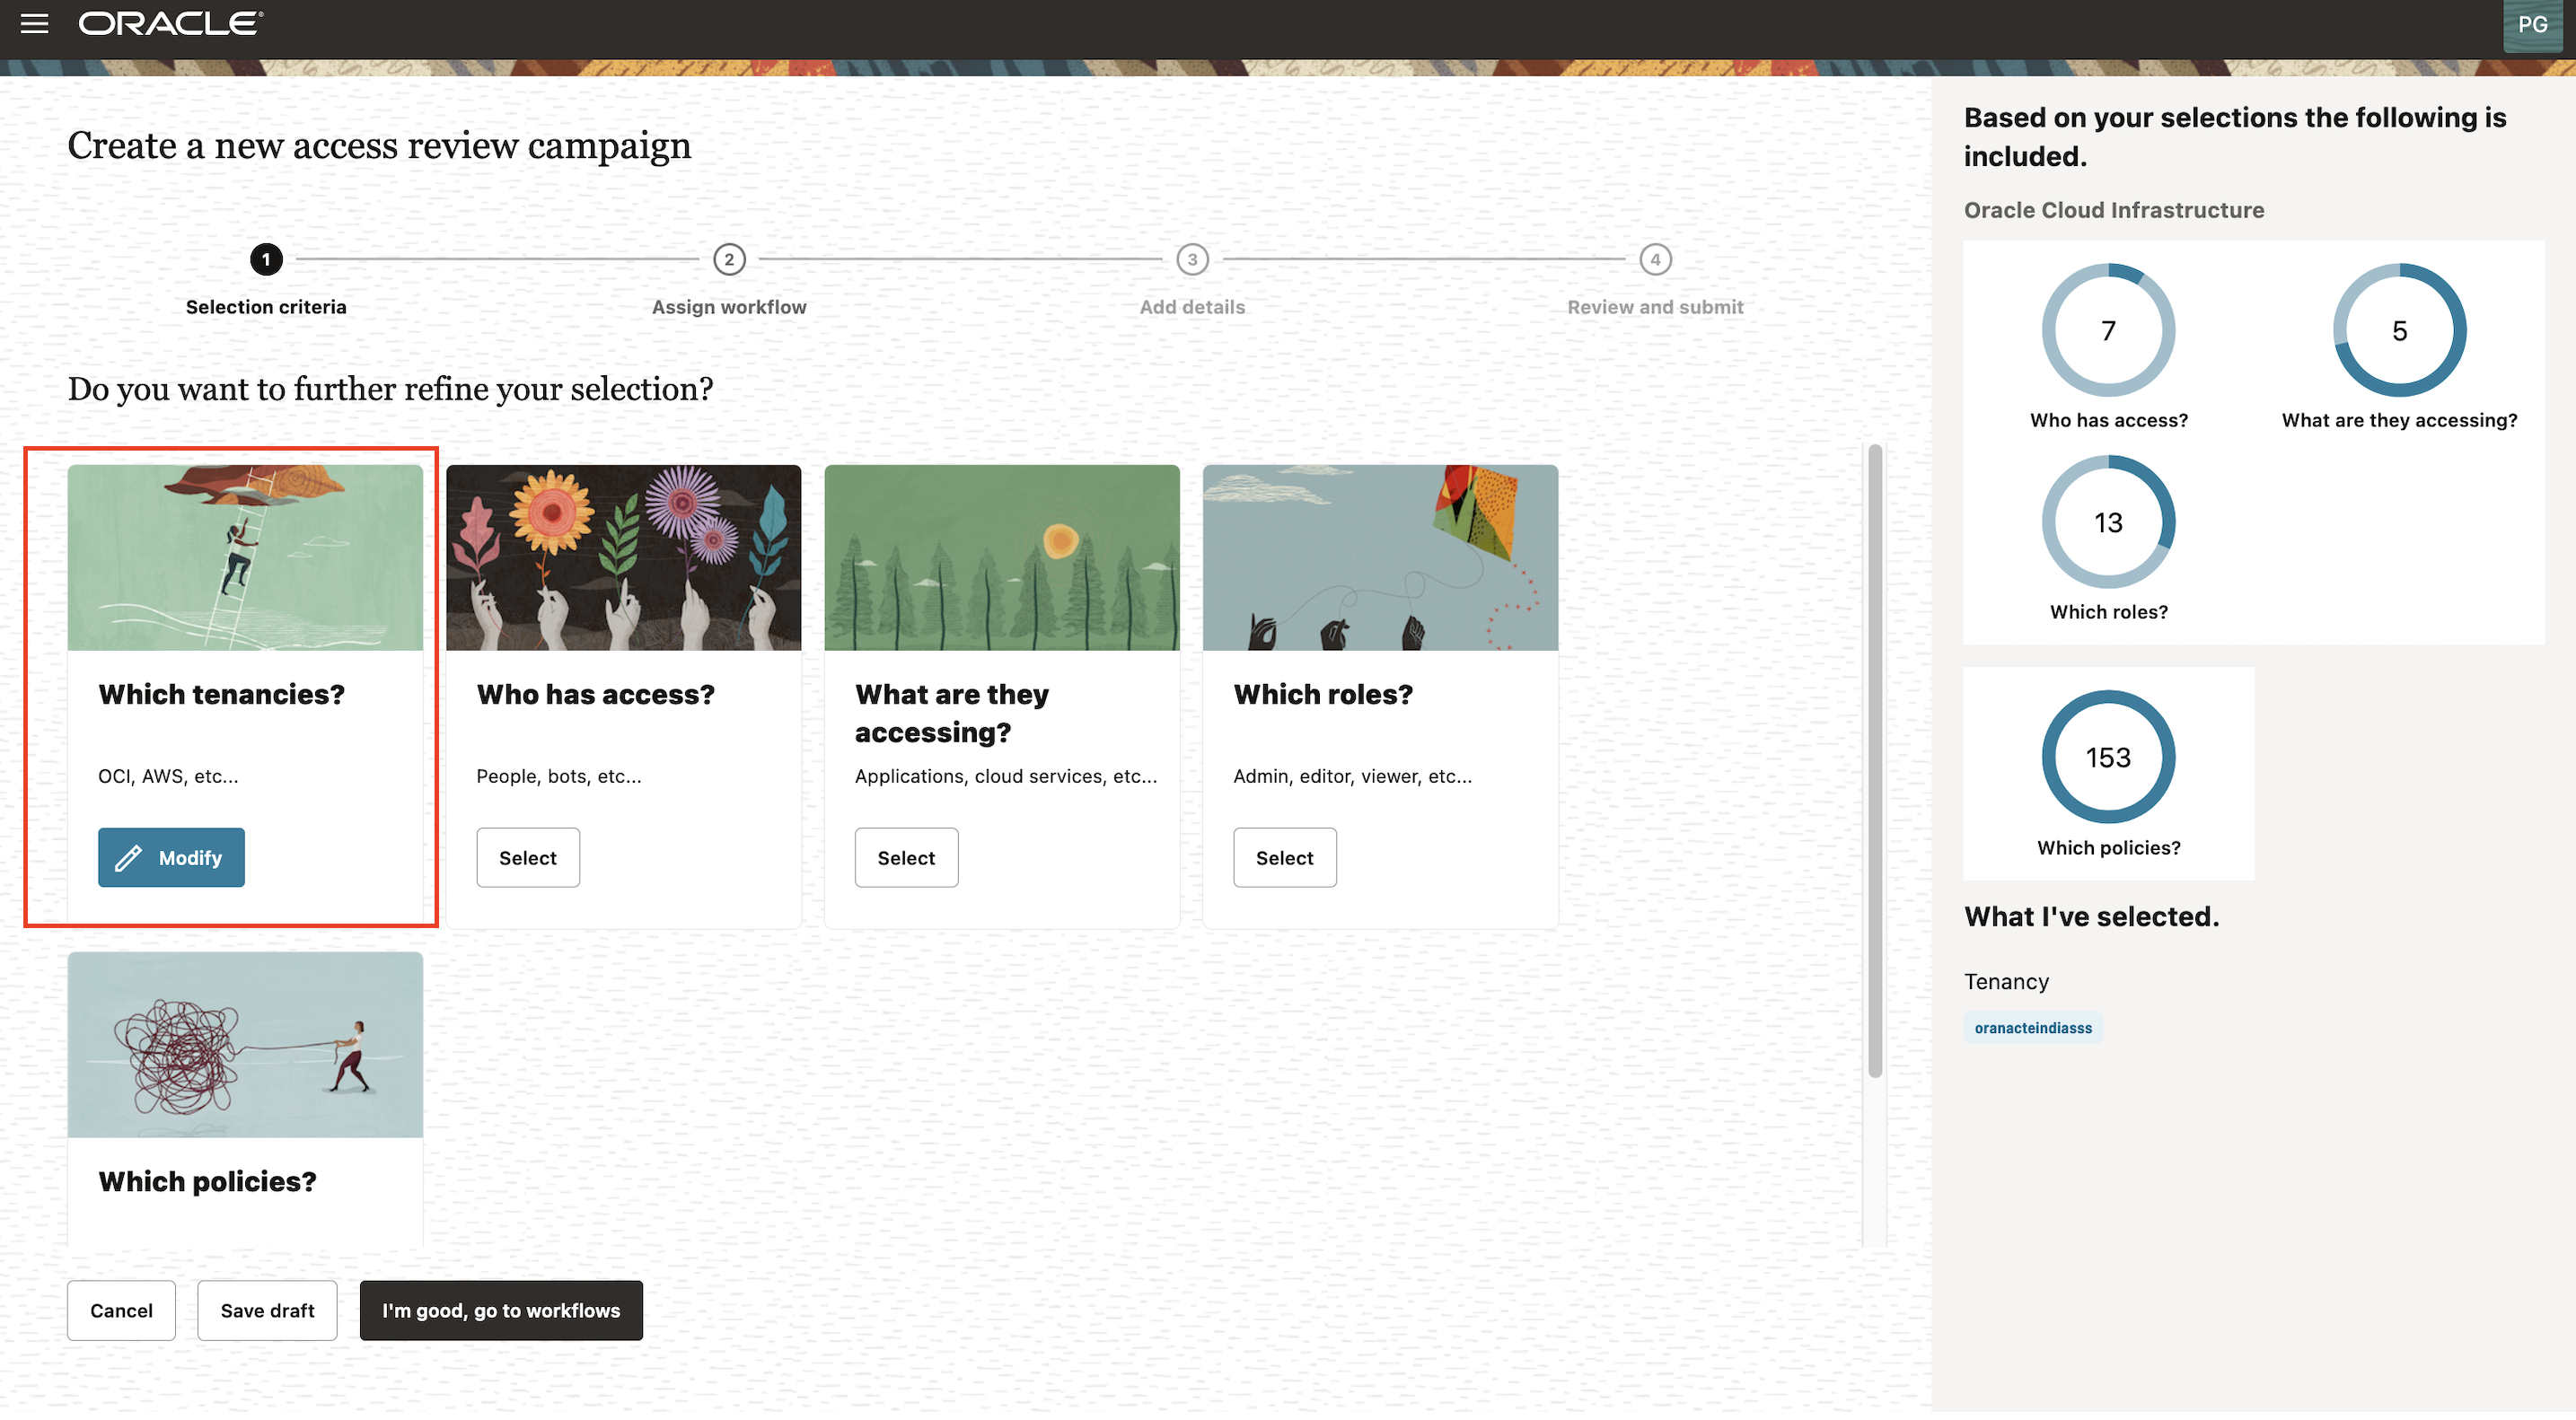 ORACLE
PG
Create a new access review campaign
1
2
3
4
Selection criteria
Assign workflow
Add details
Review and submit
Do you want to further refine your selection?
Which tenancies?
OCI, AWS, etc...
Modify
Who has access?
People, bots, etc...
Select
What are they
accessing?
Applications, cloud services, etc...
Select
Which roles?
Admin, editor, viewer, etc...
Select
Which policies?
Cancel
Save draft
I'm good, go to workflows
Based on your selections the following is
included.
Oracle Cloud Infrastructure
7
Who has access?
5
What are they accessing?
13
Which roles?
153
Which policies?
What I've selected.
Tenancy
oranacteindiasss